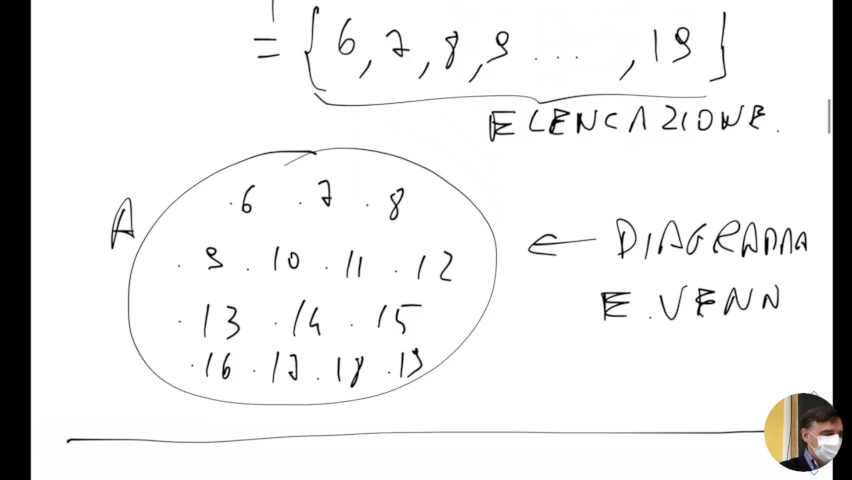 = { 6, 7, 8, 9 ... , 19 }
ELENCAZIONE.
A
. 6 . 7 . 8
. 9 . 10 . 11 . 12
. 13 . 14 . 15
. 16 . 17 . 18 . 19
← DIAGRAMMA
E. VENN